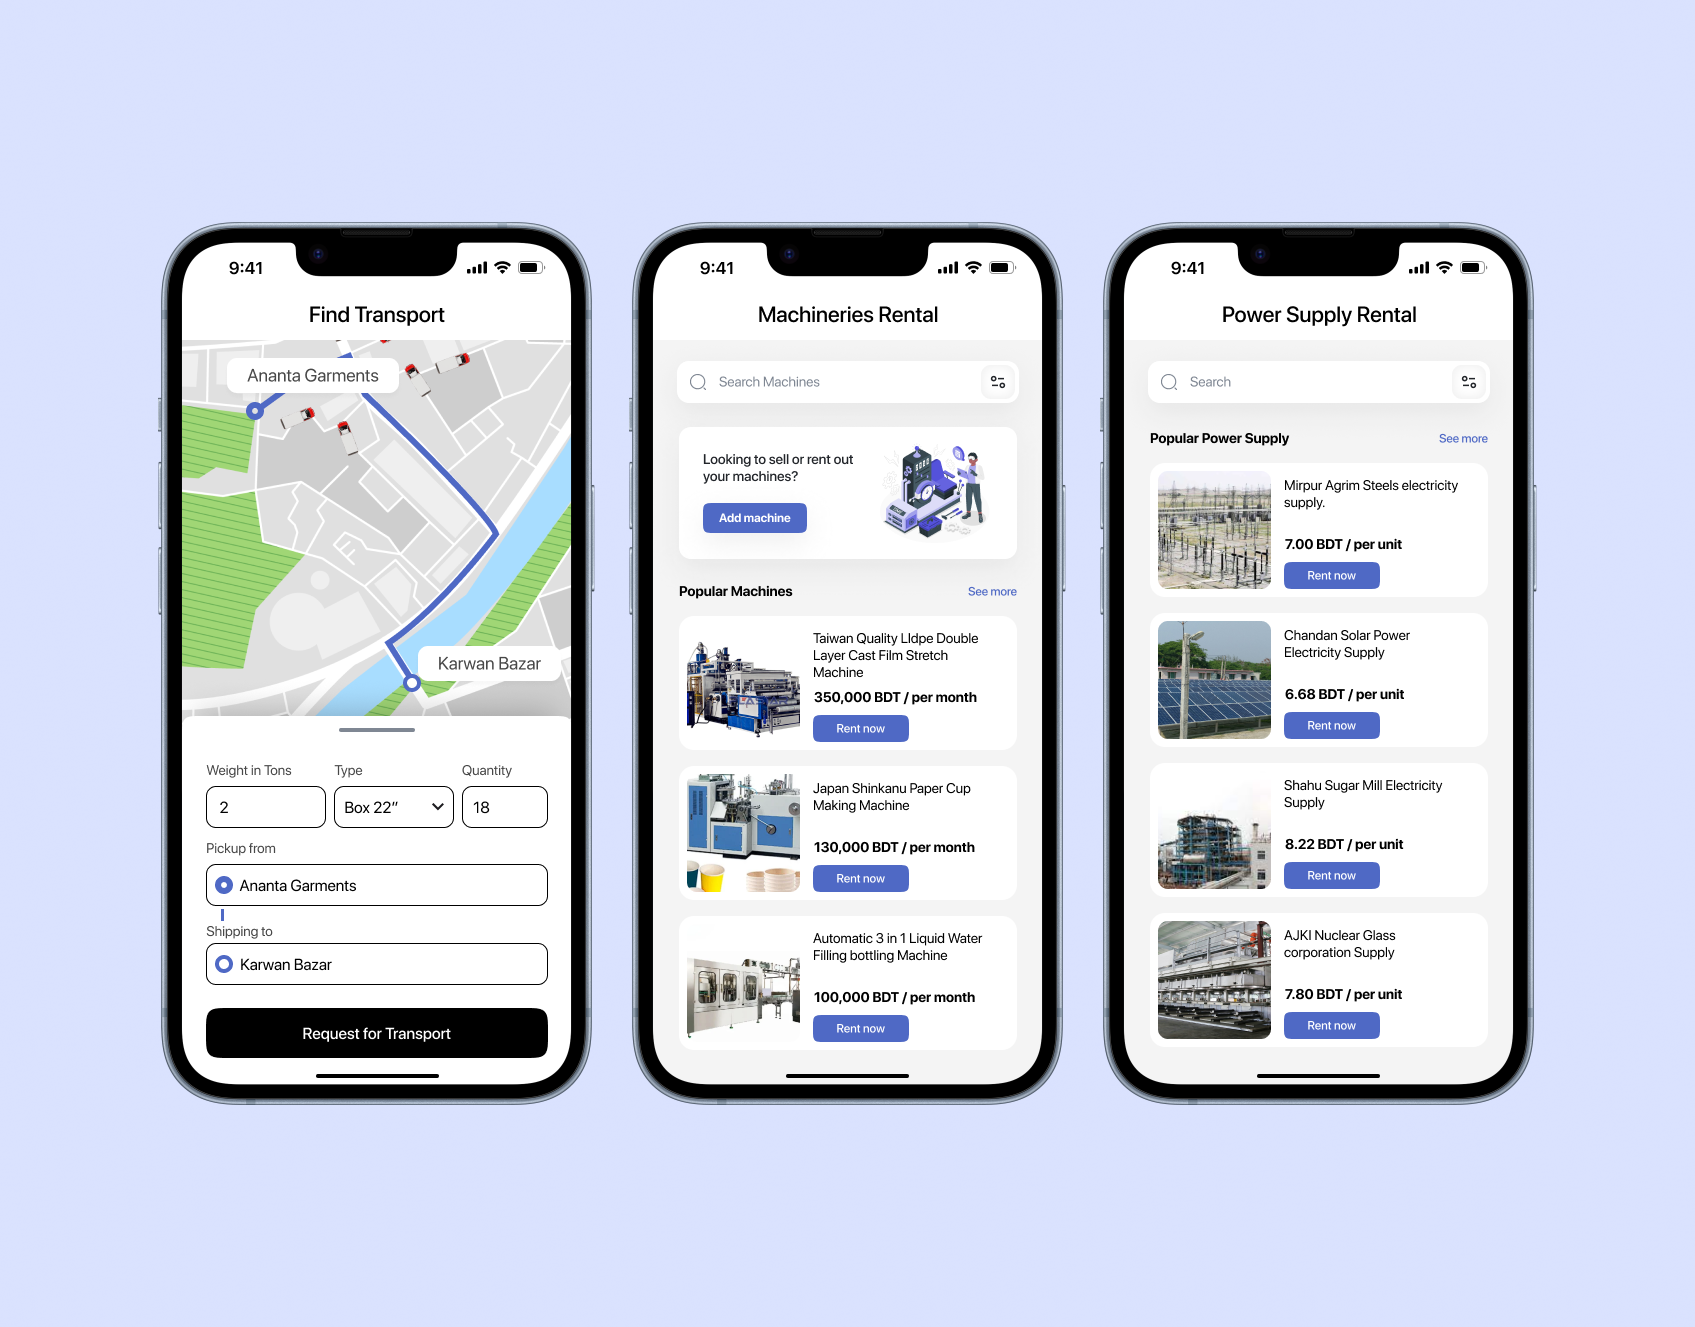 9:41
Find Transport
Ananta Garments
Karwan Bazar
Weight in Tons
Type
Quantity
2
Box 22”
18
Pickup from
Ananta Garments
Shipping to
Karwan Bazar
Request for Transport
9:41
Machineries Rental
Search Machines
Looking to sell or rent out
your machines?
Add machine
Popular Machines
See more
Taiwan Quality Lldpe Double
Layer Cast Film Stretch
Machine
350,000 BDT / per month
Rent now
Japan Shinkanu Paper Cup
Making Machine
130,000 BDT / per month
Rent now
Automatic 3 in 1 Liquid Water
Filling bottling Machine
100,000 BDT / per month
Rent now
9:41
Power Supply Rental
Search
Popular Power Supply
See more
Mirpur Agrim Steels electricity
supply.
7.00 BDT / per unit
Rent now
Chandan Solar Power
Electricity Supply
6.68 BDT / per unit
Rent now
Shahu Sugar Mill Electricity
Supply
8.22 BDT / per unit
Rent now
AJKI Nuclear Glass
corporation Supply
7.80 BDT / per unit
Rent now